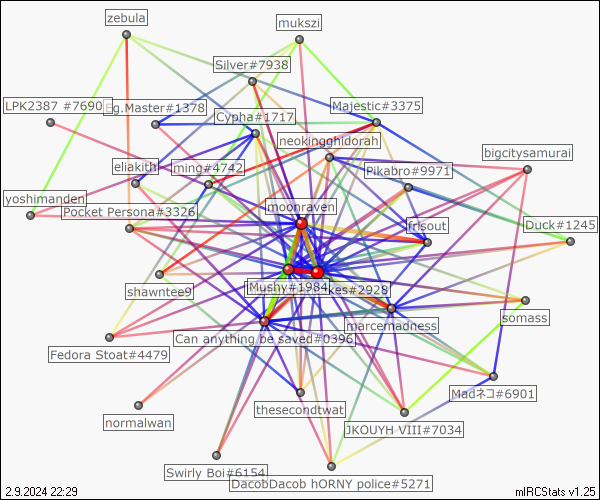 zebula
mukszi
Silver#7938
LPK2387 #7690
Eg.Master#1378
Majestic#3375
Cypha#1717
neokingghidorah
bigcitysamurai
eliakith
ming#4742
Pikabro#9971
yoshimanden
Pocket Persona#3326
moonraven
frisout
Duck#1245
shawntee9
Mushy#1984
kes#2928
somass
marcemadness
Can anything be saved#0396
Fedora Stoat#4479
Madネコ#6901
thesecondtwat
normalwan
JKOUYH VIII#7034
Swirly Boi#6154
DacobDacob hORNY police#5271
2.9.2024 22:29
mIRCStats v1.25